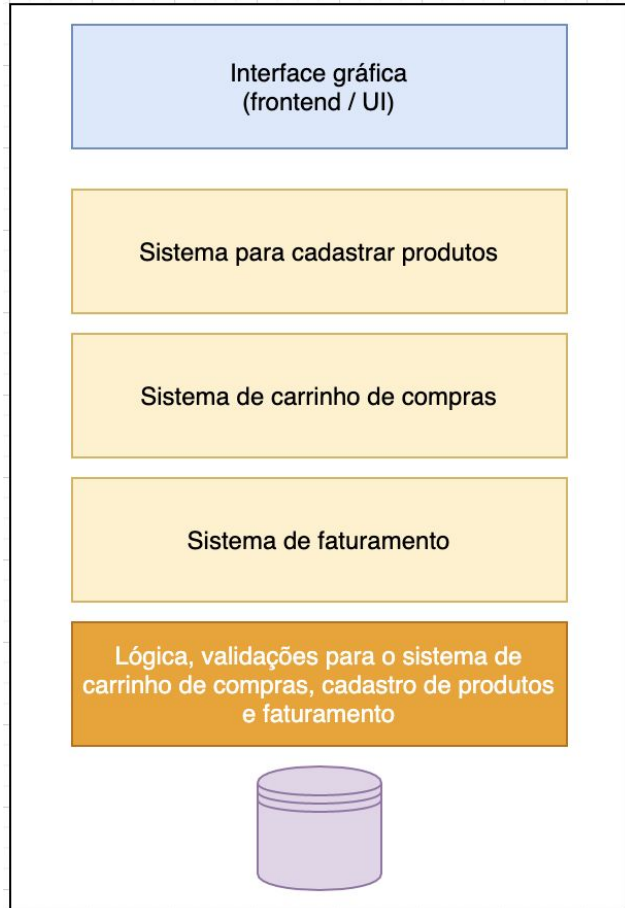 Interface gráfica
(frontend / UI)
Sistema para cadastrar produtos
Sistema de carrinho de compras
Sistema de faturamento
Lógica, validações para o sistema de
carrinho de compras, cadastro de produtos
e faturamento